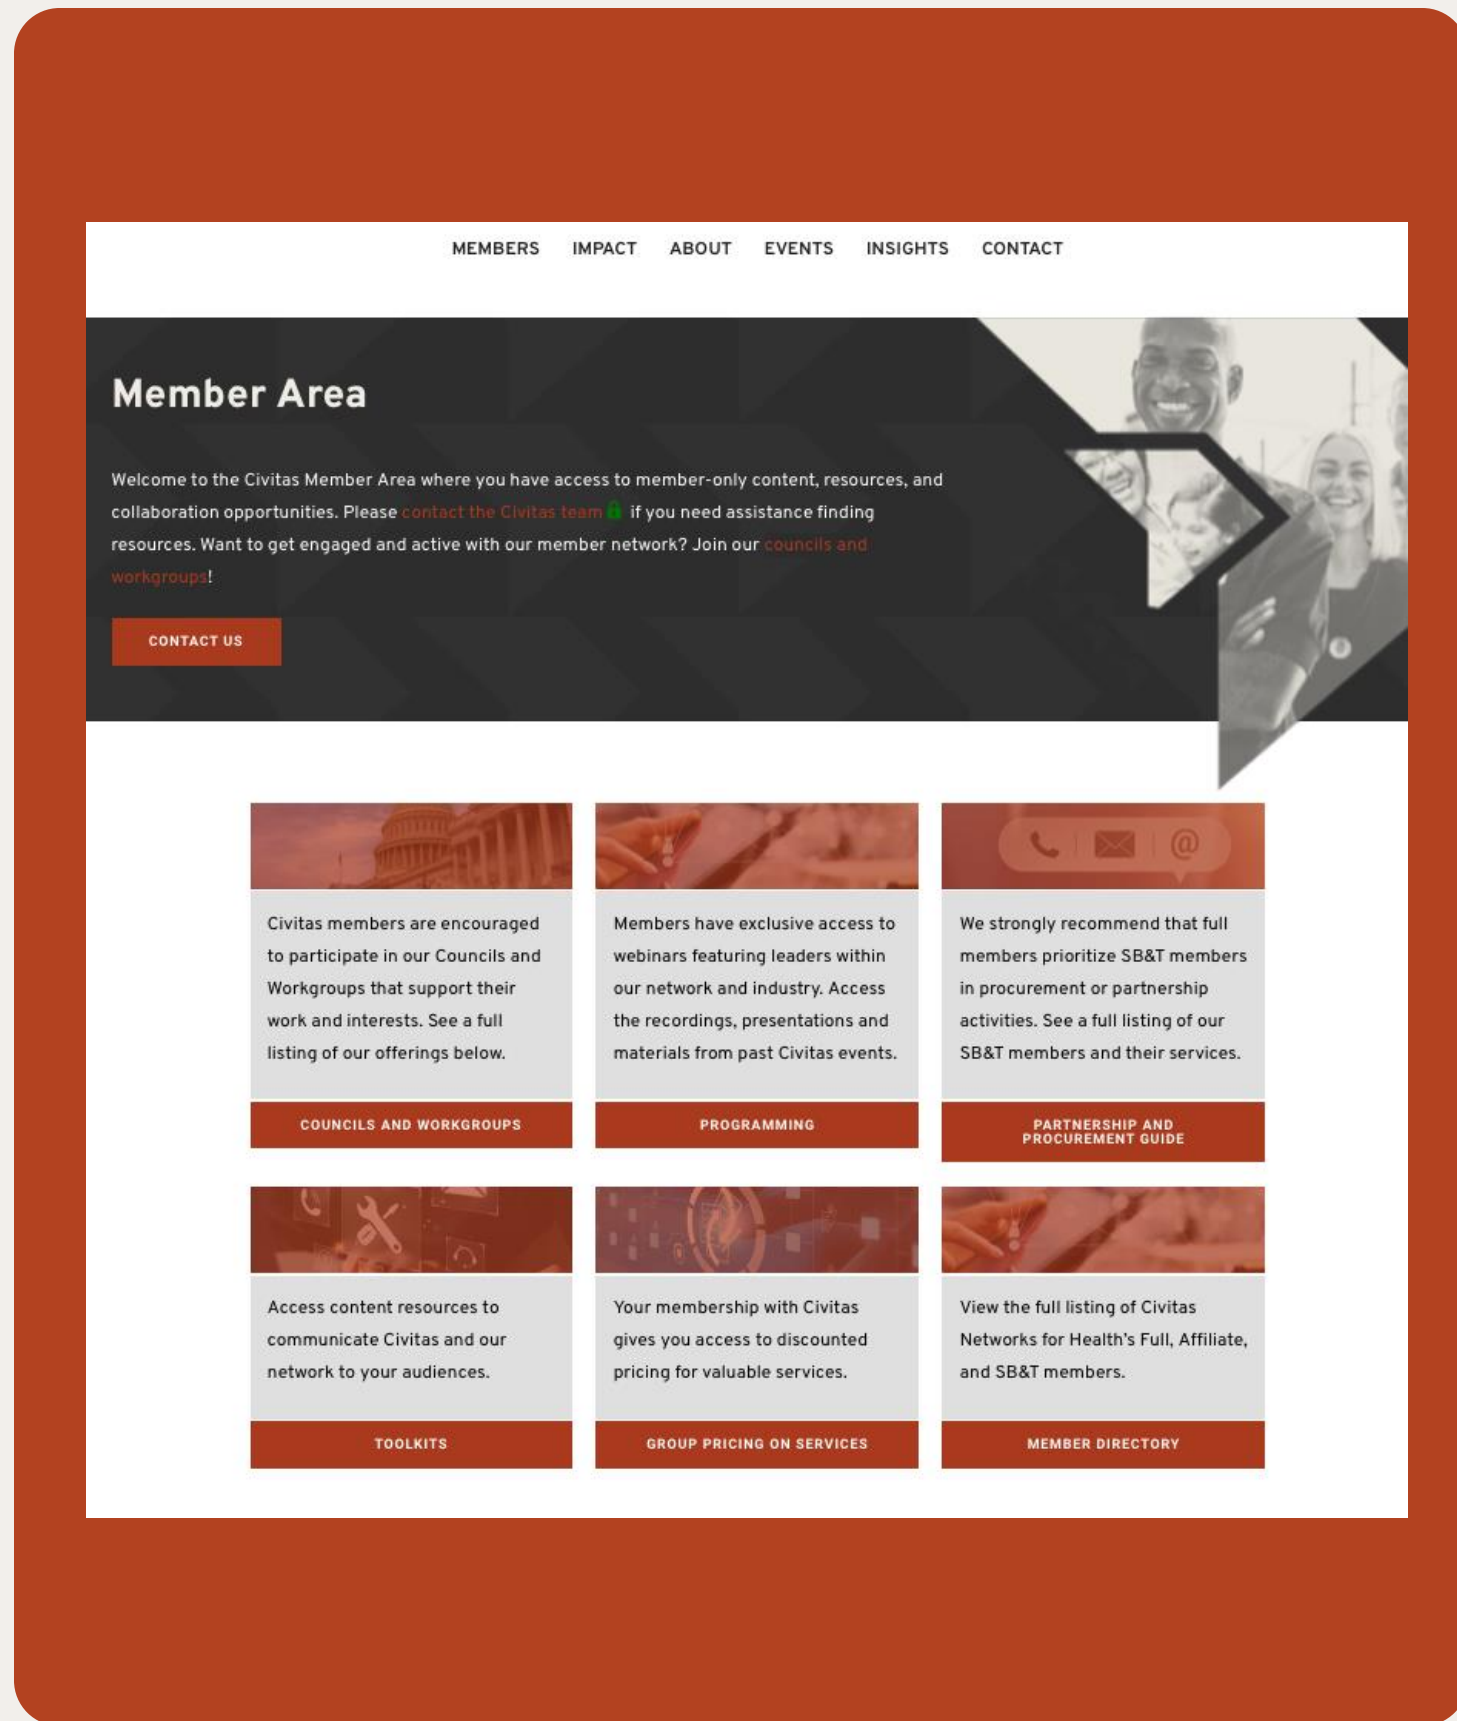 MEMBERS IMPACT ABOUT EVENTS INSIGHTS CONTACT
Member Area
Welcome to the Civitas Member Area where you have access to member-only content, resources, and
collaboration opportunities. Please contact the Civitas team if you need assistance finding
resources. Want to get engaged and active with our member network? Join our councils and
workgroups!
CONTACT US
Civitas members are encouraged
to participate in our Councils and
Workgroups that support their
work and interests. See a full
listing of our offerings below.
COUNCILS AND WORKGROUPS
Members have exclusive access to
webinars featuring leaders within
our network and industry. Access
the recordings, presentations and
materials from past Civitas events.
PROGRAMMING
@
We strongly recommend that full
members prioritize SB&T members
in procurement or partnership
activities. See a full listing of our
SB&T members and their services.
PARTNERSHIP AND
PROCUREMENT GUIDE
Access content resources to
communicate Civitas and our
network to your audiences.
TOOLKITS
Your membership with Civitas
gives you access to discounted
pricing for valuable services.
GROUP PRICING ON SERVICES
View the full listing of Civitas
Networks for Health's Full, Affiliate,
and SB&T members.
MEMBER DIRECTORY